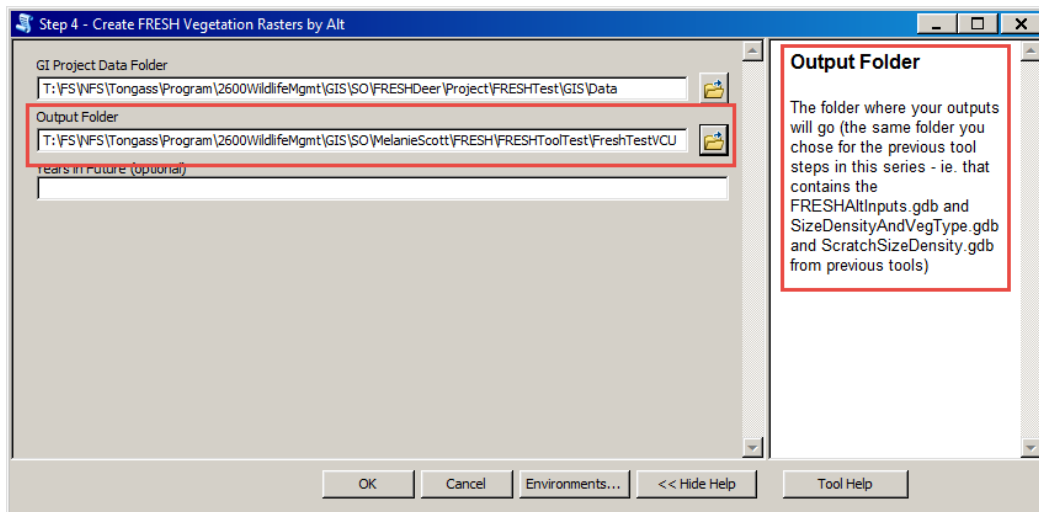 Step 4 - Create FRESH Vegetation Rasters by Alt
GI Project Data Folder
T:\FS\NFS\Tongass\Program\2600WildlifeMgmt\GIS\SO\FRESHDeer\Project\FRESHTest\GIS\Data
Output Folder
T:\FS\NFS\Tongass\Program\2600WildlifeMgmt\GIS\SO\MelanieScott\FRESH\FRESHToolTest\FreshTestVCU
Years in Future (optional)
Output Folder
The folder where your outputs
will go (the same folder you
chose for the previous tool
steps in this series - ie. that
contains the
FRESHAltInputs.gdb and
SizeDensityAndVegType.gdb
and ScratchSizeDensity.gdb
from previous tools)
OK
Cancel
Environments...
<< Hide Help
Tool Help